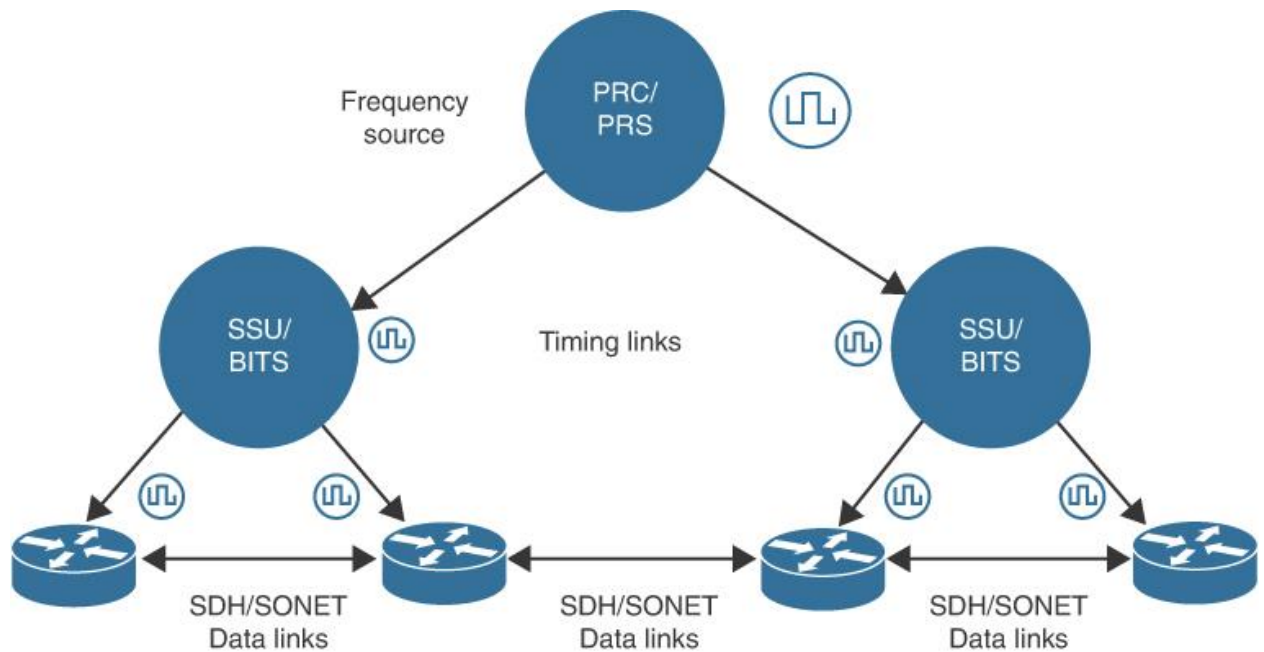 Frequency
source
PRC/
PRS
SSU/
BITS
Timing links
SSU/
BITS
SDH/SONET
Data links
SDH/SONET
Data links
SDH/SONET
Data links